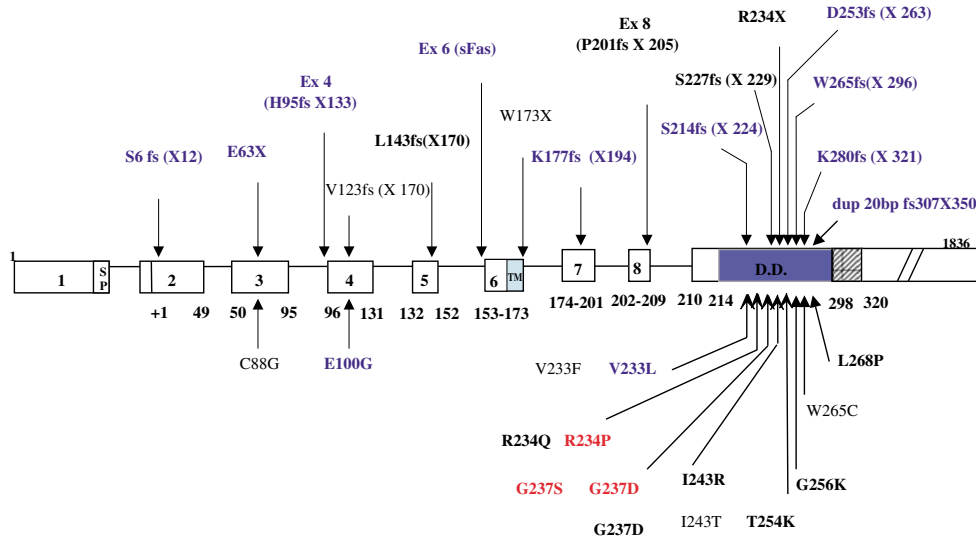 Ex 8
(P201fs X 205)
R234X
D253fs (X 263)
Ex 6 (sFas)
Ex 4
(H95fs X133)
S227fs (X 229)
W265fs(X 296)
W173X
L143fs(X170)
S214fs (X 224)
S6 fs (X12)
E63X
K177fs (X194)
K280fs (X 321)
V123fs (X 170)
dup 20bp fs307X350
1
1836
1
S
P
2
3
4
5
6
TM
7
8
D.D.
+1
49
50
95
96
131
132
152
153-173
174-201
202-209
210
214
298
320
C88G
E100G
V233F
V233L
L268P
W265C
R234Q
R234P
I243R
G256K
G237S
G237D
G237D
I243T
T254K